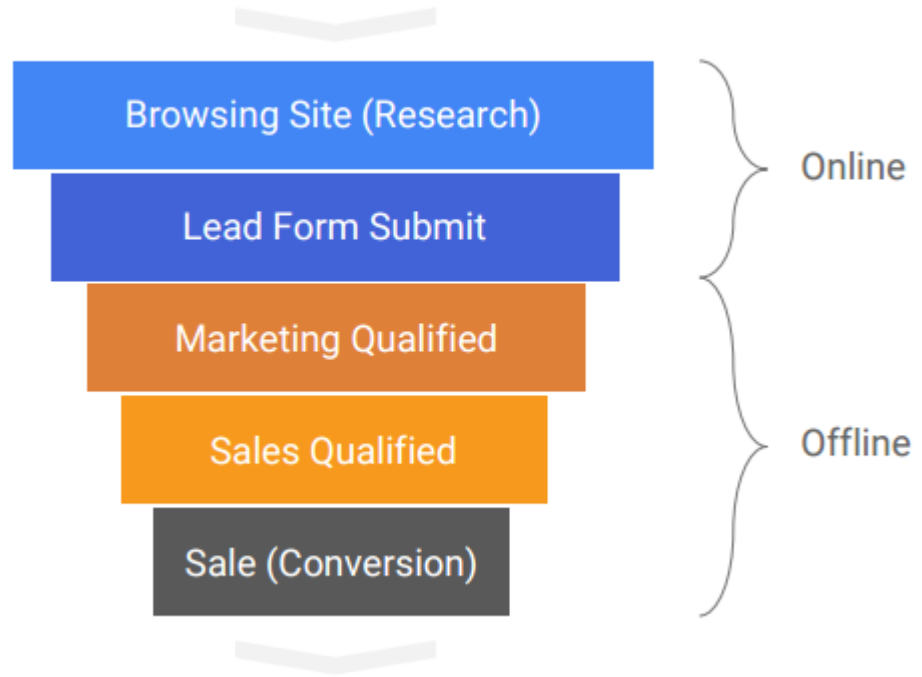 Browsing Site (Research)
Online
Lead Form Submit
Marketing Qualified
Offline
Sales Qualified
Sale (Conversion)